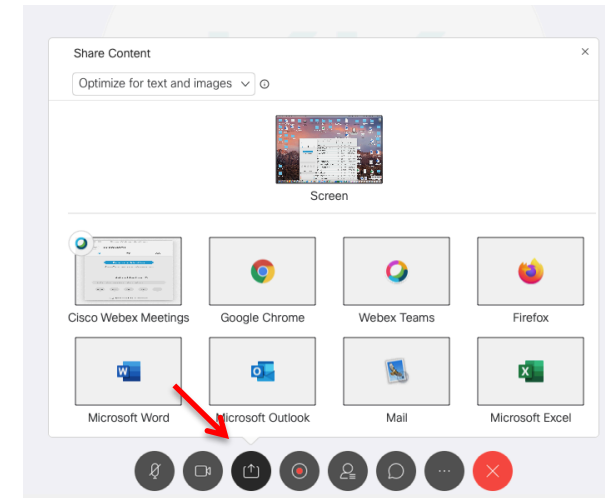 Share Content
Optimize for text and images
Screen
Cisco Webex Meetings Google Chrome Webex Teams Firefox
Microsoft Word Microsoft Outlook Mail Microsoft Excel